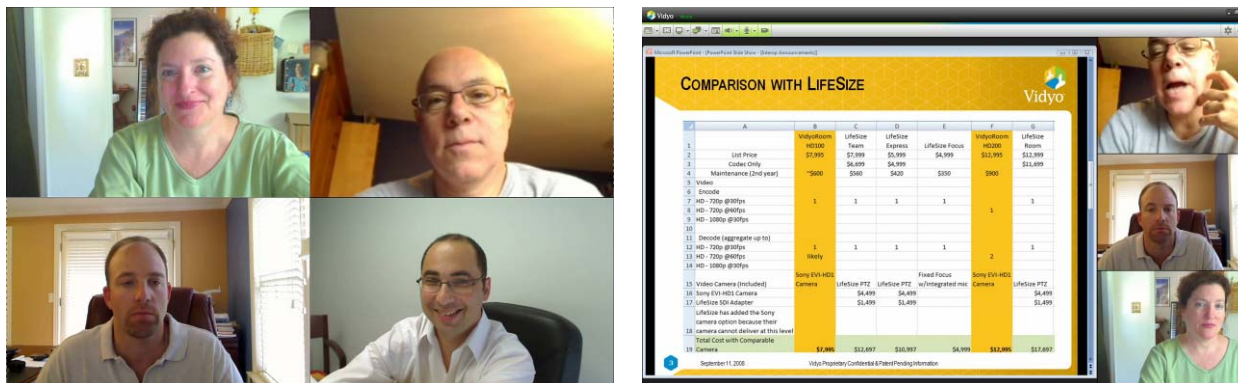 Vidyo
Microsoft PowerPoint - [PowerPoint Slide Show - [Interop Announcements]]
COMPARISON WITH LIFESIZE
Vidyo
A B C D E F G
1 VidyoRoom HD100 LifeSize Team LifeSize Express LifeSize Focus VidyoRoom HD200 LifeSize Room
2 List Price $7,995 $7,999 $5,999 $4,999 $12,995 $12,999
3 Codec Only $6,699 $4,999 $11,699
4 Maintenance (2nd year) ~$600 $560 $420 $350 $900
5 Video
6 Encode
7 HD - 720p @30fps 1 1 1 1 1
8 HD - 720p @60fps 1
9 HD - 1080p @30fps
10
11 Decode (aggregate up to)
12 HD - 720p @30fps 1 1 1 1 1
13 HD - 720p @60fps likely 2
14 HD - 1080p @30fps
15 Video Camera (Included) Sony EVI-HD1 Camera LifeSize PTZ LifeSize PTZ Fixed Focus w/integrated mic Sony EVI-HD1 Camera LifeSize PTZ
16 Sony EVI-HD1 Camera $4,499 $4,499 $4,499
17 LifeSize SDI Adapter $1,499 $1,499 $1,499
LifeSize has added the Sony
camera option because their
18 camera cannot deliver at this level
Total Cost with Comparable
19 Camera $7,995 $12,697 $10,997 $4,999 $12,995 $17,697
3 September 11, 2008 Vidyo Proprietary Confidential & Patent Pending Information